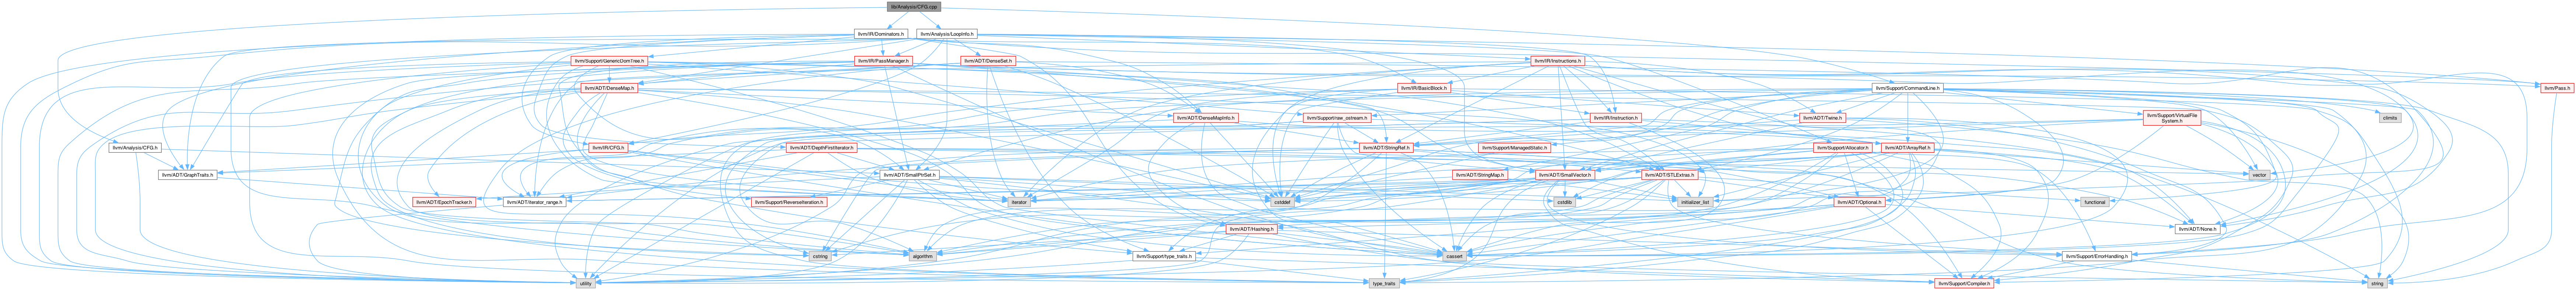 lib/Analysis/CFG.cpp
llvm/IR/Dominators.h
llvm/Analysis/LoopInfo.h
llvm/Support/GenericDomTree.h
llvm/IR/PassManager.h
llvm/ADT/DenseSet.h
llvm/IR/Instructions.h
llvm/ADT/DenseMap.h
llvm/IR/BasicBlock.h
llvm/Support/CommandLine.h
llvm/Pass.h
llvm/ADT/DenseMapInfo.h
llvm/Support/raw_ostream.h
llvm/IR/Instruction.h
llvm/ADT/Twine.h
llvm/Support/VirtualFile
System.h
climits
llvm/Analysis/CFG.h
llvm/IR/CFG.h
llvm/ADT/DepthFirstIterator.h
llvm/ADT/StringRef.h
llvm/Support/ManagedStatic.h
llvm/Support/Allocator.h
llvm/ADT/ArrayRef.h
llvm/ADT/GraphTraits.h
llvm/ADT/SmallPtrSet.h
llvm/ADT/StringMap.h
llvm/ADT/SmallVector.h
llvm/ADT/STLExtras.h
vector
llvm/ADT/EpochTracker.h
llvm/ADT/iterator_range.h
llvm/Support/ReverseIteration.h
iterator
cstddef
cstdlib
initializer_list
llvm/ADT/Optional.h
functional
llvm/ADT/Hashing.h
llvm/ADT/None.h
cstring
algorithm
llvm/Support/type_traits.h
cassert
llvm/Support/ErrorHandling.h
utility
type_traits
llvm/Support/Compiler.h
string